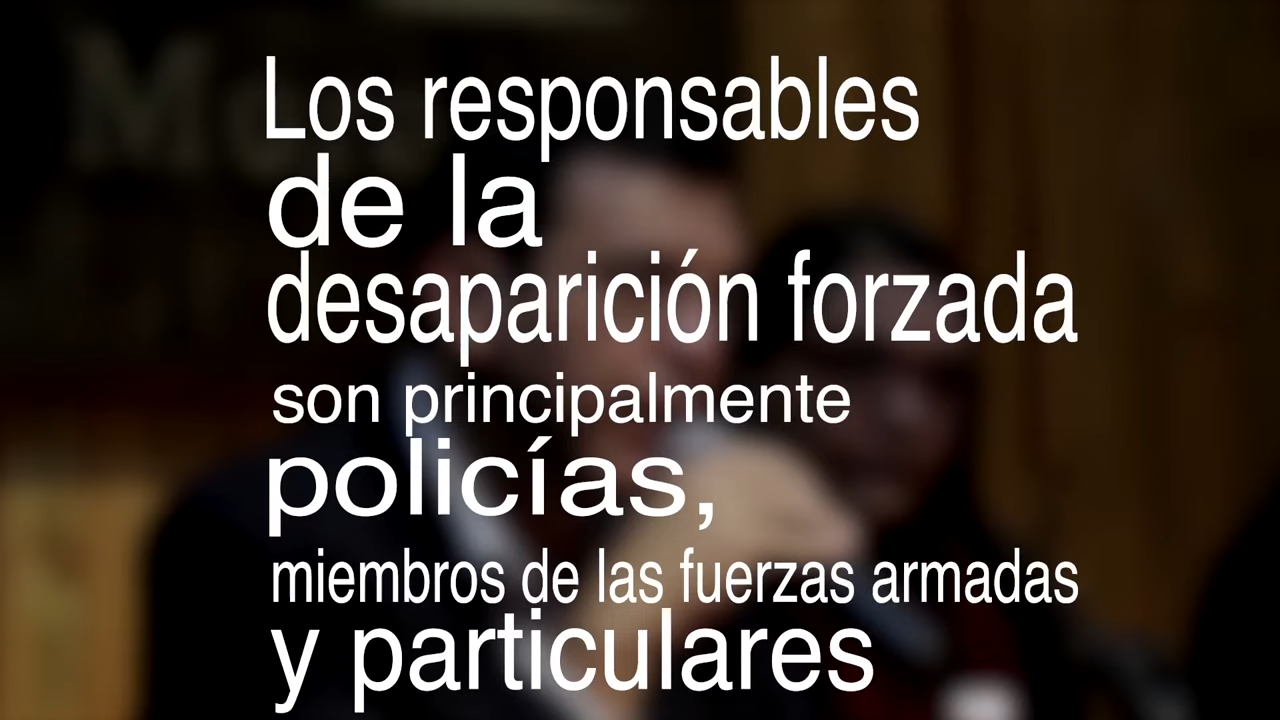 Los responsables
de la
desaparición forzada
son principalmente
policías,
miembros de las fuerzas armadas
y particulares